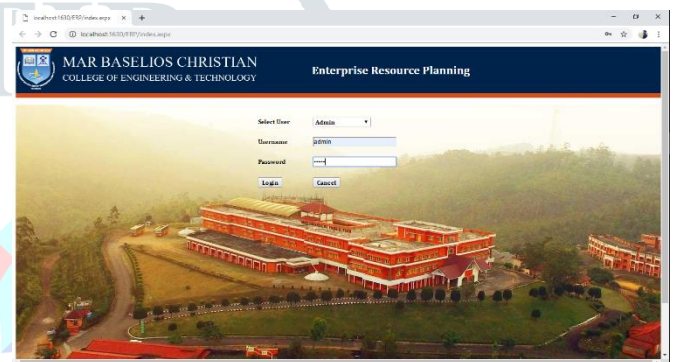 localhost:1630/ERP/index.aspx
localhost:1630/ERP/index.aspx
MAR BASELIOS CHRISTIAN
COLLEGE OF ENGINEERING & TECHNOLOGY
Enterprise Resource Planning
Select User Admin
Username admin
Password
Login Cancel